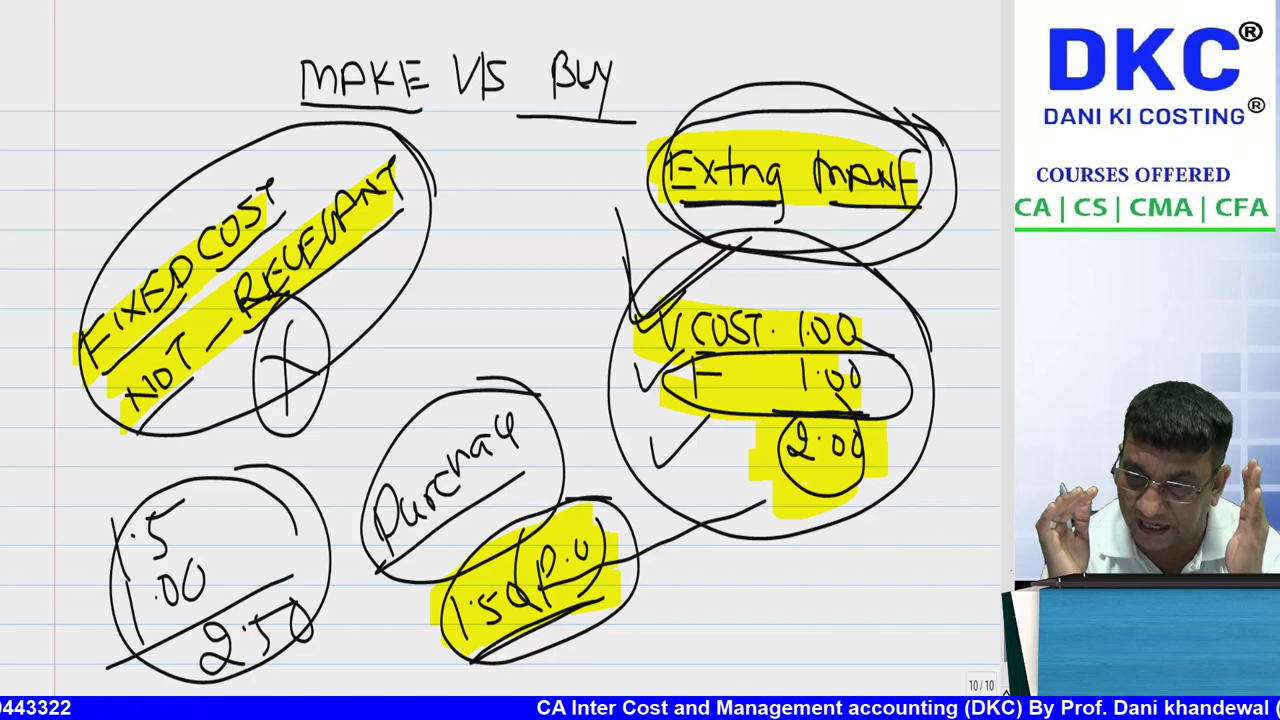 MAKE V/S BUY
FIXED COST
NOT - RELEVANT
Extng MANF
V COST. 1.00
F 1.00
2.00
Purchase
1.50 p.u
1.5
1.00
2.50
10 / 10
DKC®
DANI KI COSTING®
COURSES OFFERED
CA | CS | CMA | CFA
9443322 CA Inter Cost and Management accounting (DKC) By Prof. Dani khandewal (